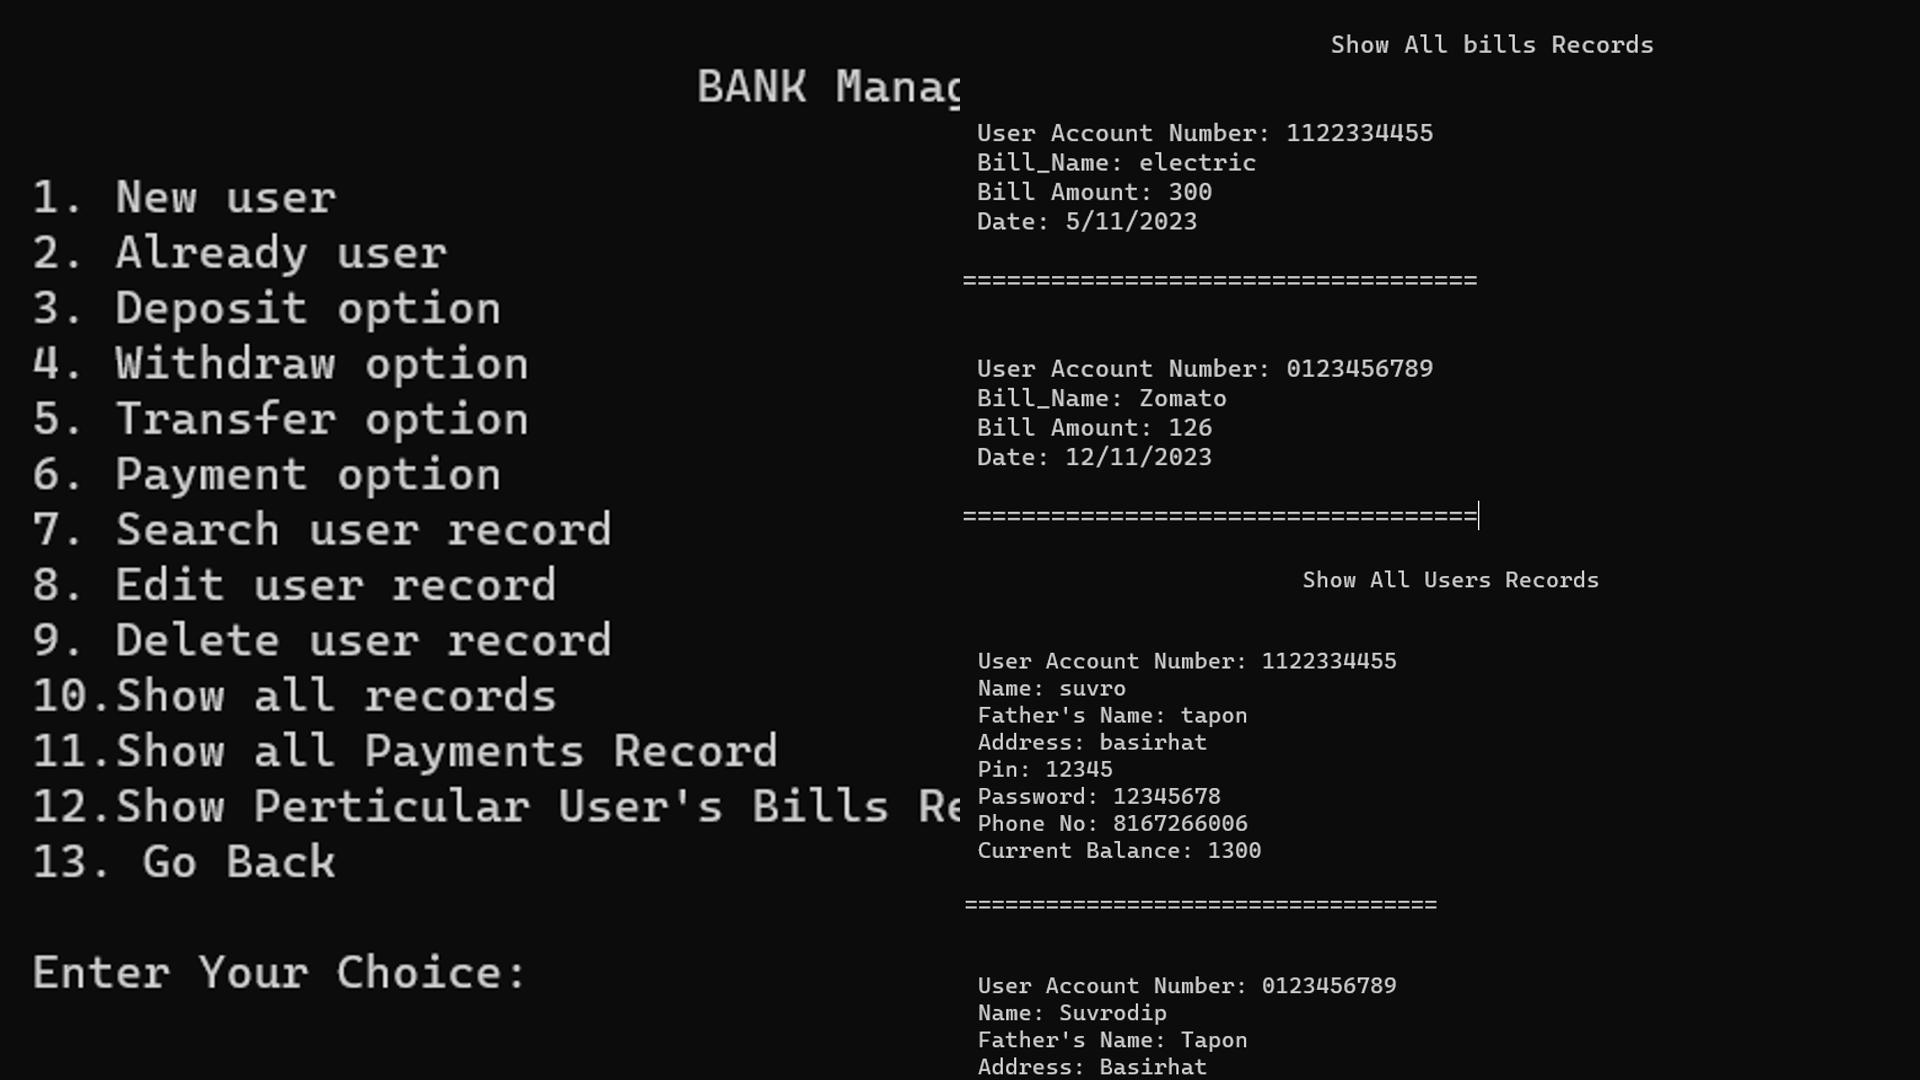 BANK Manag
1. New user
2. Already user
3. Deposit option
4. Withdraw option
5. Transfer option
6. Payment option
7. Search user record
8. Edit user record
9. Delete user record
10.Show all records
11.Show all Payments Record
12.Show Perticular User's Bills Re
13. Go Back
Enter Your Choice:
Show All bills Records
User Account Number: 1122334455
Bill_Name: electric
Bill Amount: 300
Date: 5/11/2023
===================================
User Account Number: 0123456789
Bill_Name: Zomato
Bill Amount: 126
Date: 12/11/2023
===================================
Show All Users Records
User Account Number: 1122334455
Name: suvro
Father's Name: tapon
Address: basirhat
Pin: 12345
Password: 12345678
Phone No: 8167266006
Current Balance: 1300
===================================
User Account Number: 0123456789
Name: Suvrodip
Father's Name: Tapon
Address: Basirhat